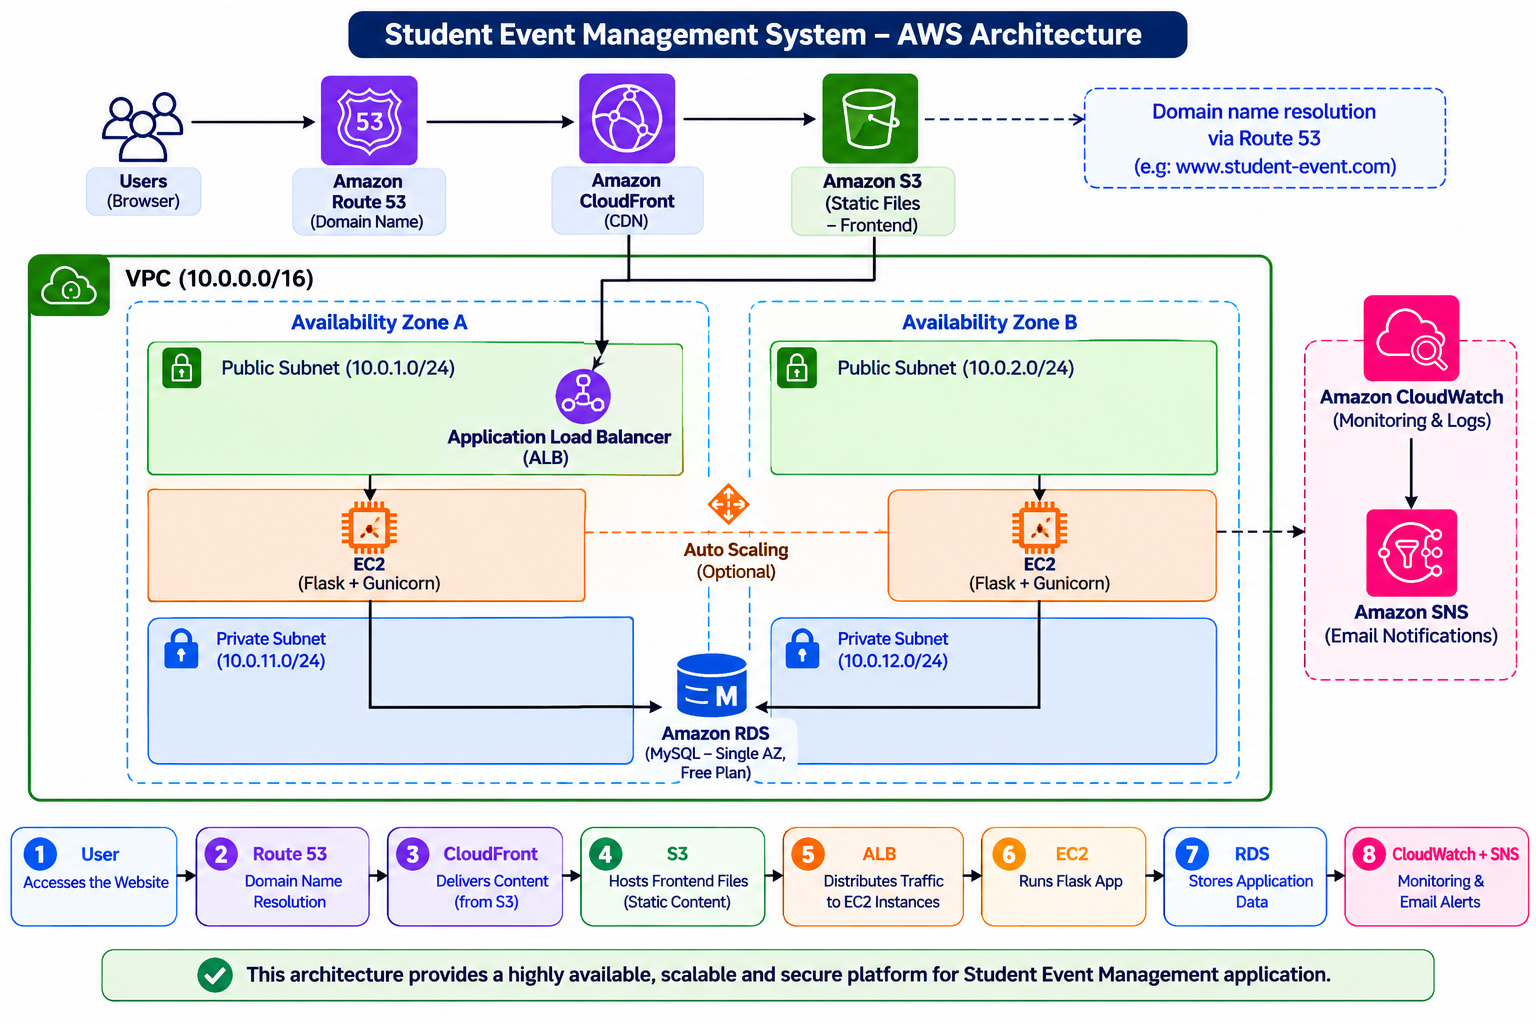 Student Event Management System – AWS Architecture
53
Users
(Browser)
Amazon
Route 53
(Domain Name)
Amazon
CloudFront
(CDN)
Amazon S3
(Static Files
– Frontend)
Domain name resolution
via Route 53
(e.g: www.student-event.com)
VPC (10.0.0.0/16)
Availability Zone A
Public Subnet (10.0.1.0/24)
Application Load Balancer
(ALB)
EC2
(Flask + Gunicorn)
Private Subnet
(10.0.11.0/24)
Auto Scaling
(Optional)
M
Amazon RDS
(MySQL – Single AZ,
Free Plan)
Availability Zone B
Public Subnet (10.0.2.0/24)
EC2
(Flask + Gunicorn)
Private Subnet
(10.0.12.0/24)
Amazon CloudWatch
(Monitoring & Logs)
Amazon SNS
(Email Notifications)
1 User
Accesses the Website
2 Route 53
Domain Name
Resolution
3 CloudFront
Delivers Content
(from S3)
4 S3
Hosts Frontend Files
(Static Content)
5 ALB
Distributes Traffic
to EC2 Instances
6 EC2
Runs Flask App
7 RDS
Stores Application
Data
8 CloudWatch + SNS
Monitoring &
Email Alerts
This architecture provides a highly available, scalable and secure platform for Student Event Management application.